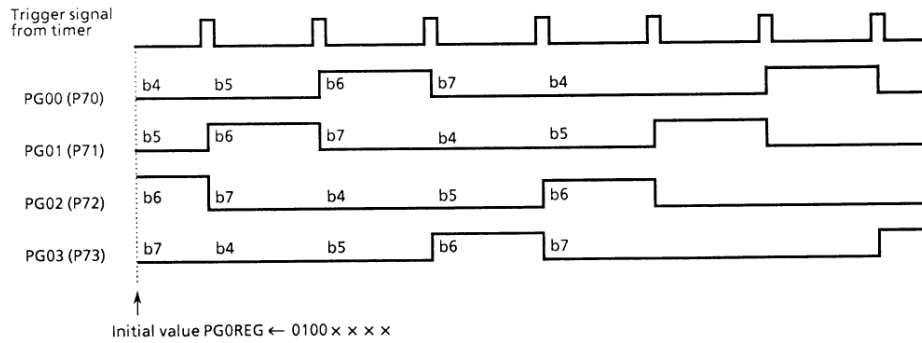 Trigger signal
from timer
b4 b5 b6 b7 b4
PG00 (P70)
b5 b6 b7 b4 b5
PG01 (P71)
b6 b7 b4 b5 b6
PG02 (P72)
b7 b4 b5 b6 b7
PG03 (P73)
Initial value PG0REG ← 0100 × × × ×